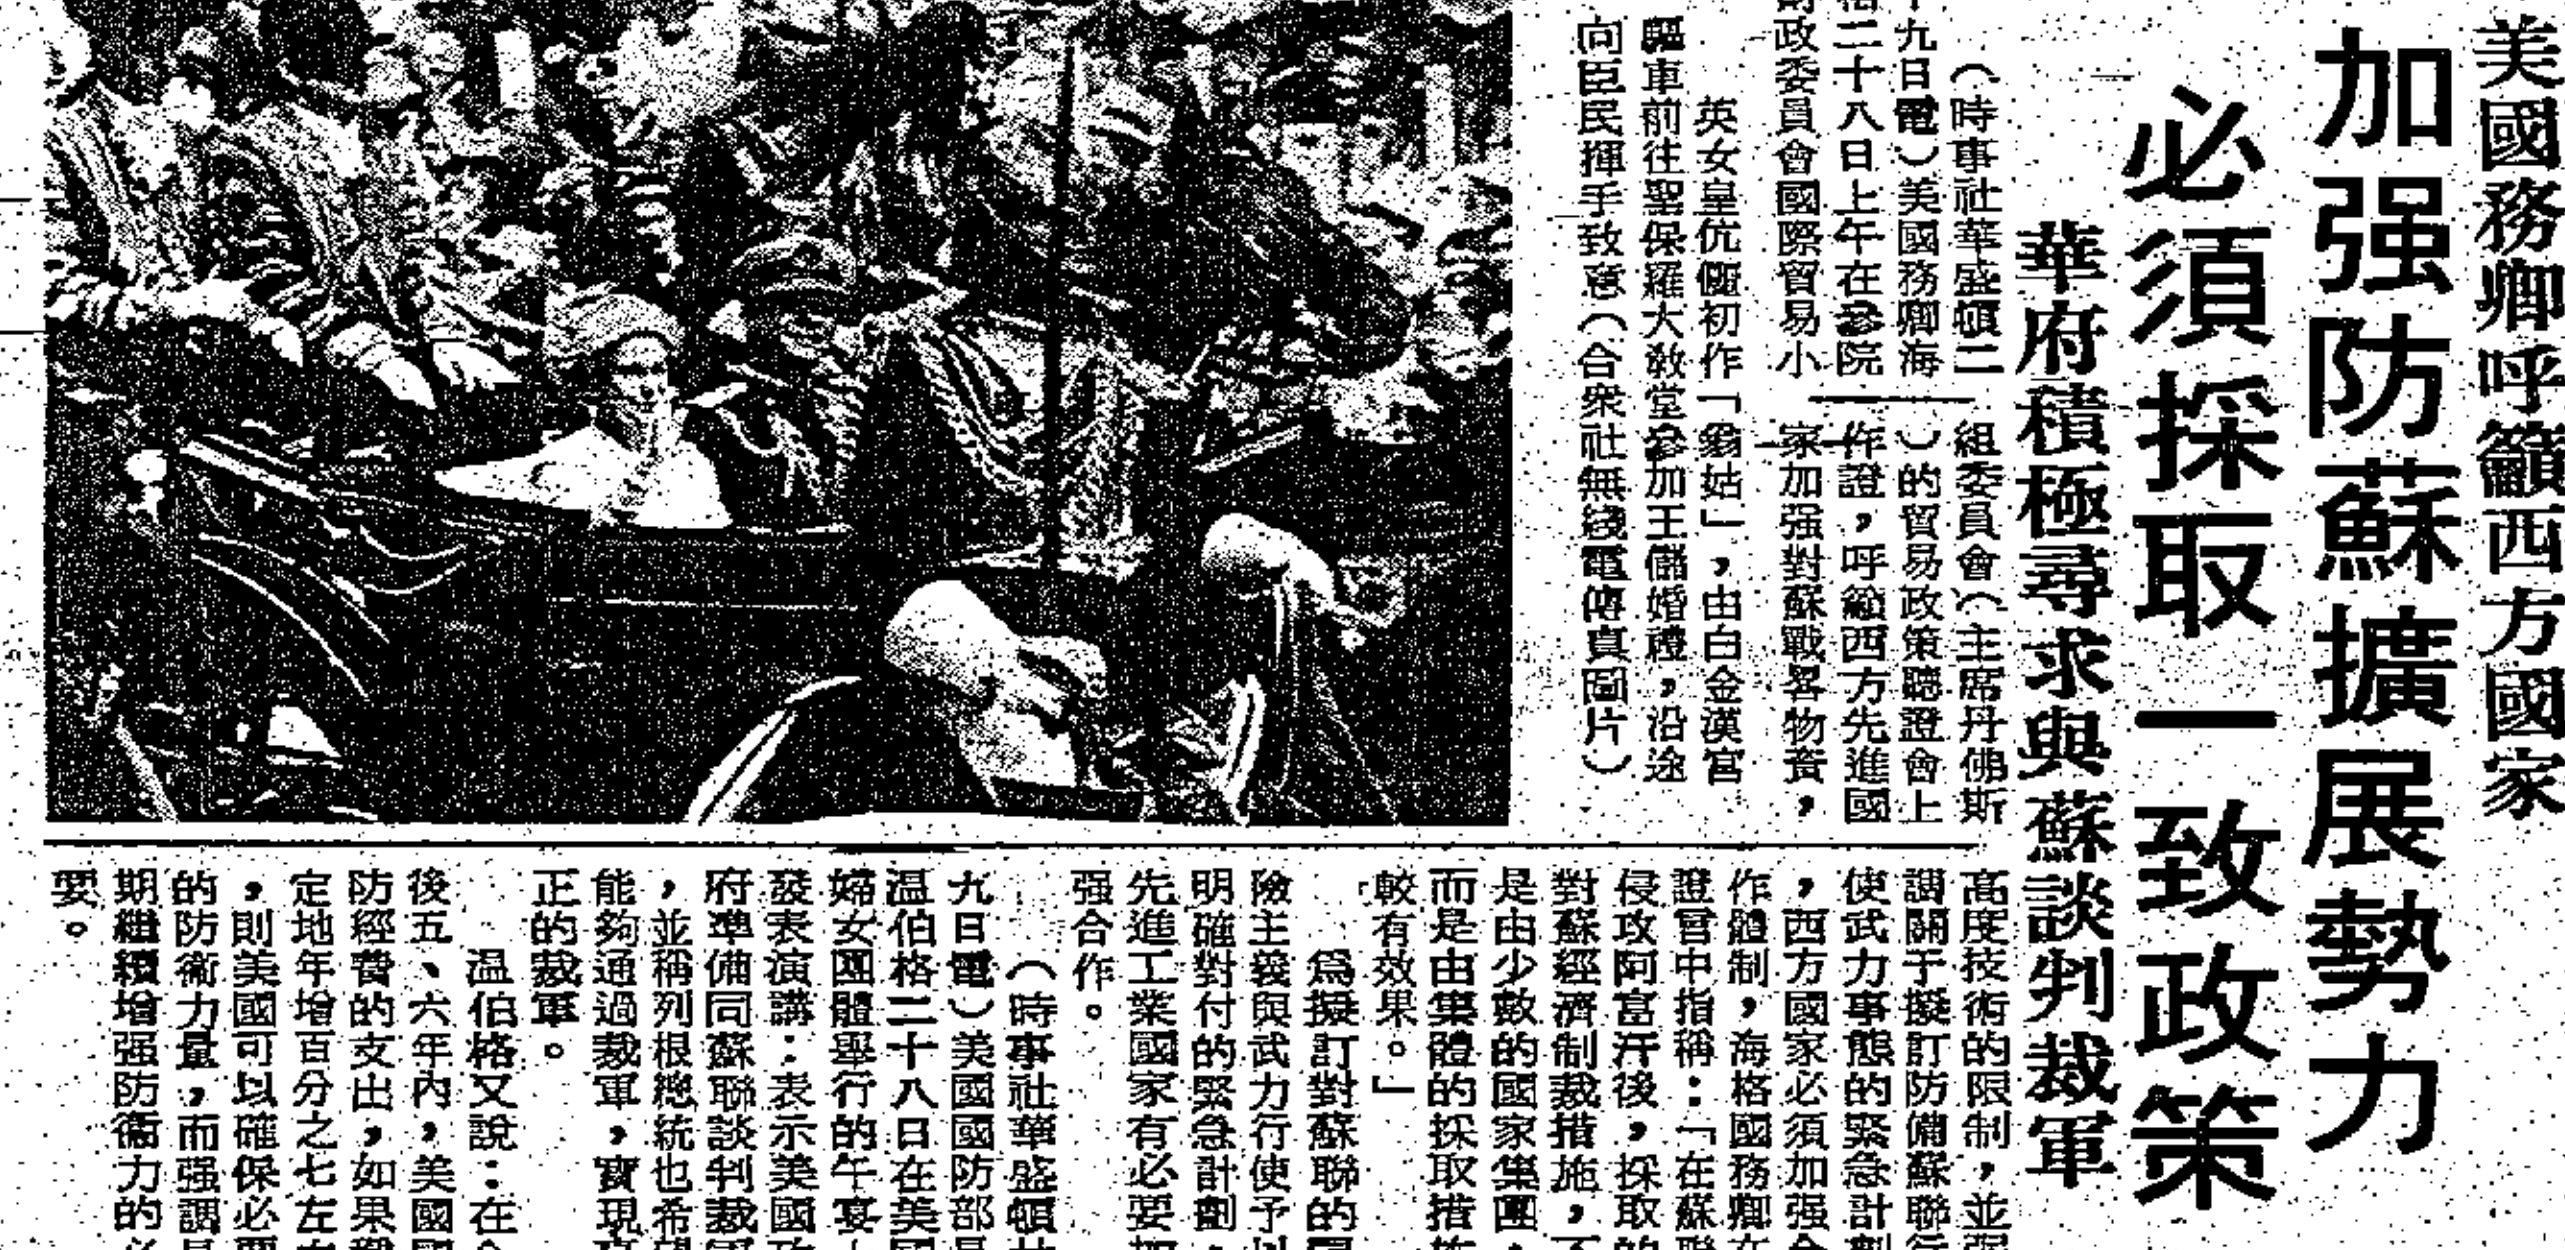 美國務卿呼籲西方國家
加强防蘇擴展勢力
必須採取一致政策
華府積極尋求與蘇談判裁軍
（時事社華盛頓二
十九日電）美國務卿海
格二十八日上午在參院
財政委員會國際貿易小
組委員會（主席丹佛斯
）的貿易政策聽證會上
作證，呼籲西方先進國
家加强對蘇戰畧物資，
高度技術的限制，並强
調關于擬訂防備蘇聯行
使武力事態的緊急計劃
，西方國家必須加强合
作體制，海格國務卿在
證言中指稱：「在蘇聯
侵攻阿富汗後，採取的
對蘇經濟制裁措施，不
是由少數的國家集團，
而是由集體的採取措施
較有效果。」
爲擬訂對蘇聯的冒
險主義與武力行使予以
明確對付的緊急計劃，
先進工業國家有必要加
强合作。
（時事社華盛頓廿
九日電）美國國防部長
温伯格二十八日在美國
婦女團體舉行的午宴上
發表演講：表示美國政
府準備同蘇聯談判裁軍
，並稱列根總統也希望
能夠通過裁軍，實現真
正的裁軍。
温伯格又說：在今
後五、六年內，美國國
防經費的支出，如果穩
定地年增百分之七左右
，則美國可以確保必要
的防衞力量，而强調長
期繼續增强防衞力的必
要。
英女皇伉儷初作「翁姑」，由白金漢宮
驅車前往聖保羅大教堂參加王儲婚禮，沿途
向臣民揮手致意（合衆社無綫電傳真圖片）